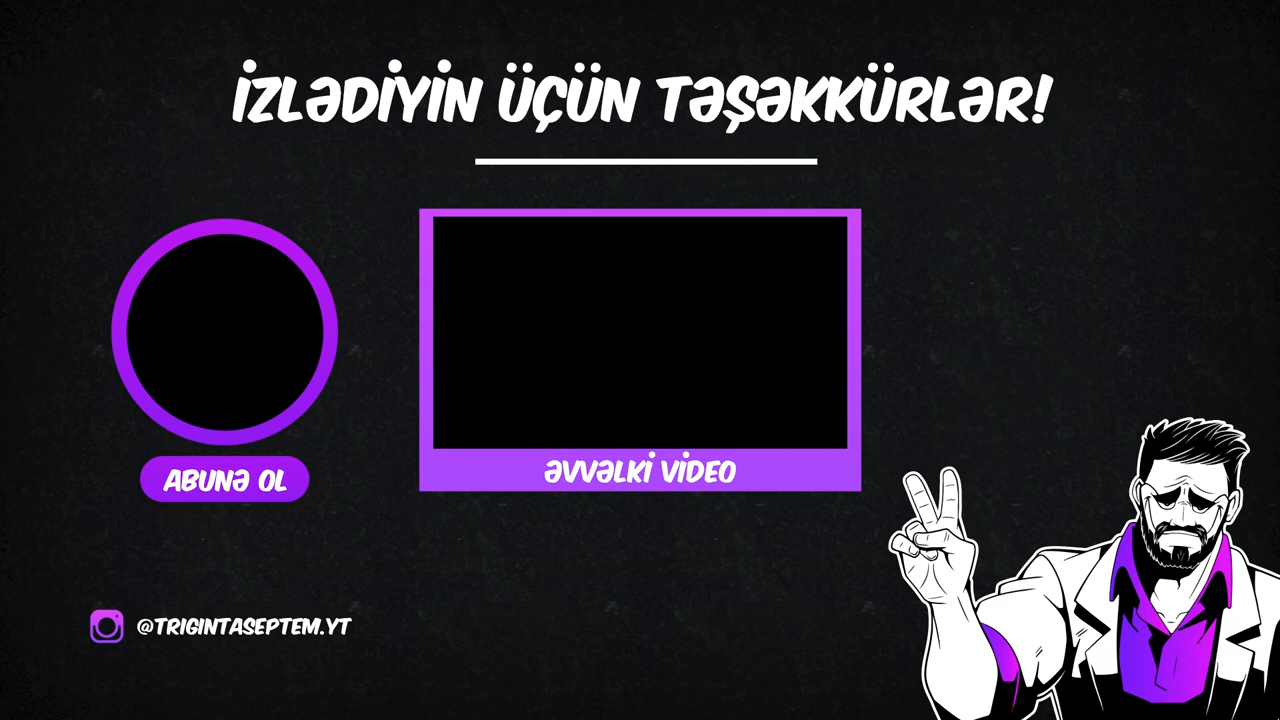 İZLƏDİYİN ÜÇÜN TƏŞƏKKÜRLƏR!
ABUNƏ OL
ƏVVƏLKİ VİDEO
@TRIGINTASEPTEM.YT